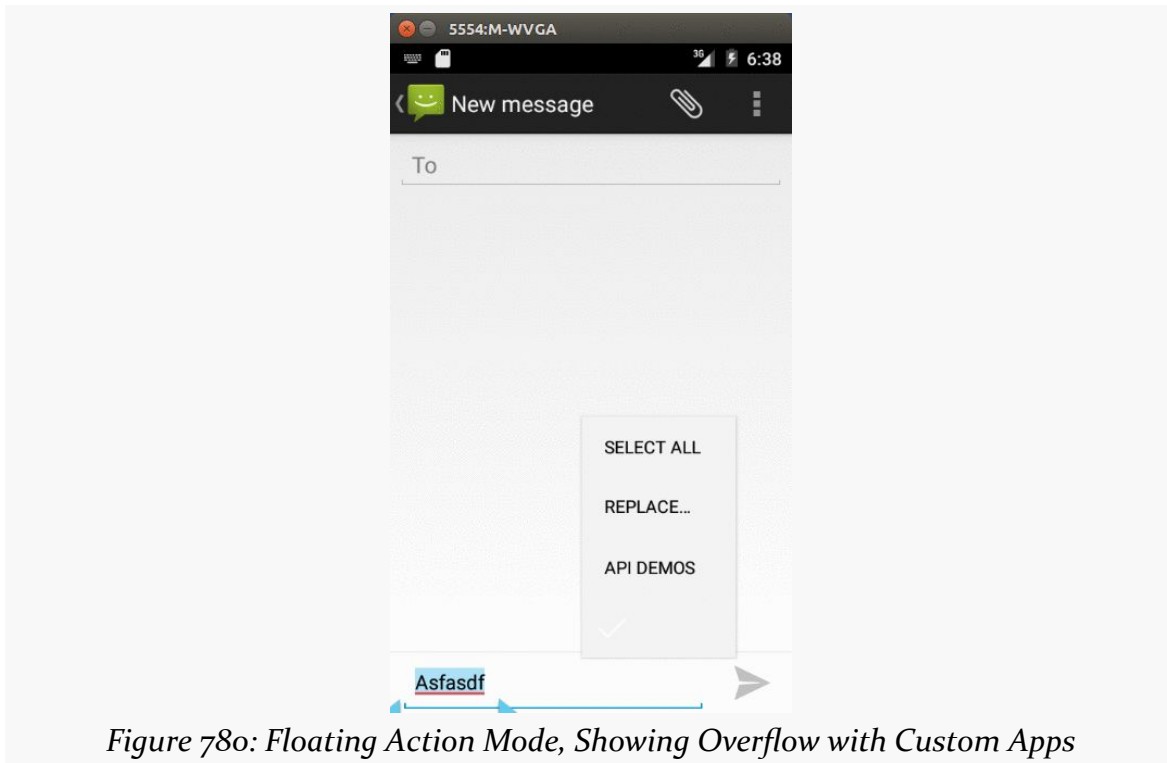 5554:M-WVGA
3G 6:38
New message
To
SELECT ALL
REPLACE...
API DEMOS
Asfasdf
Figure 780: Floating Action Mode, Showing Overflow with Custom Apps